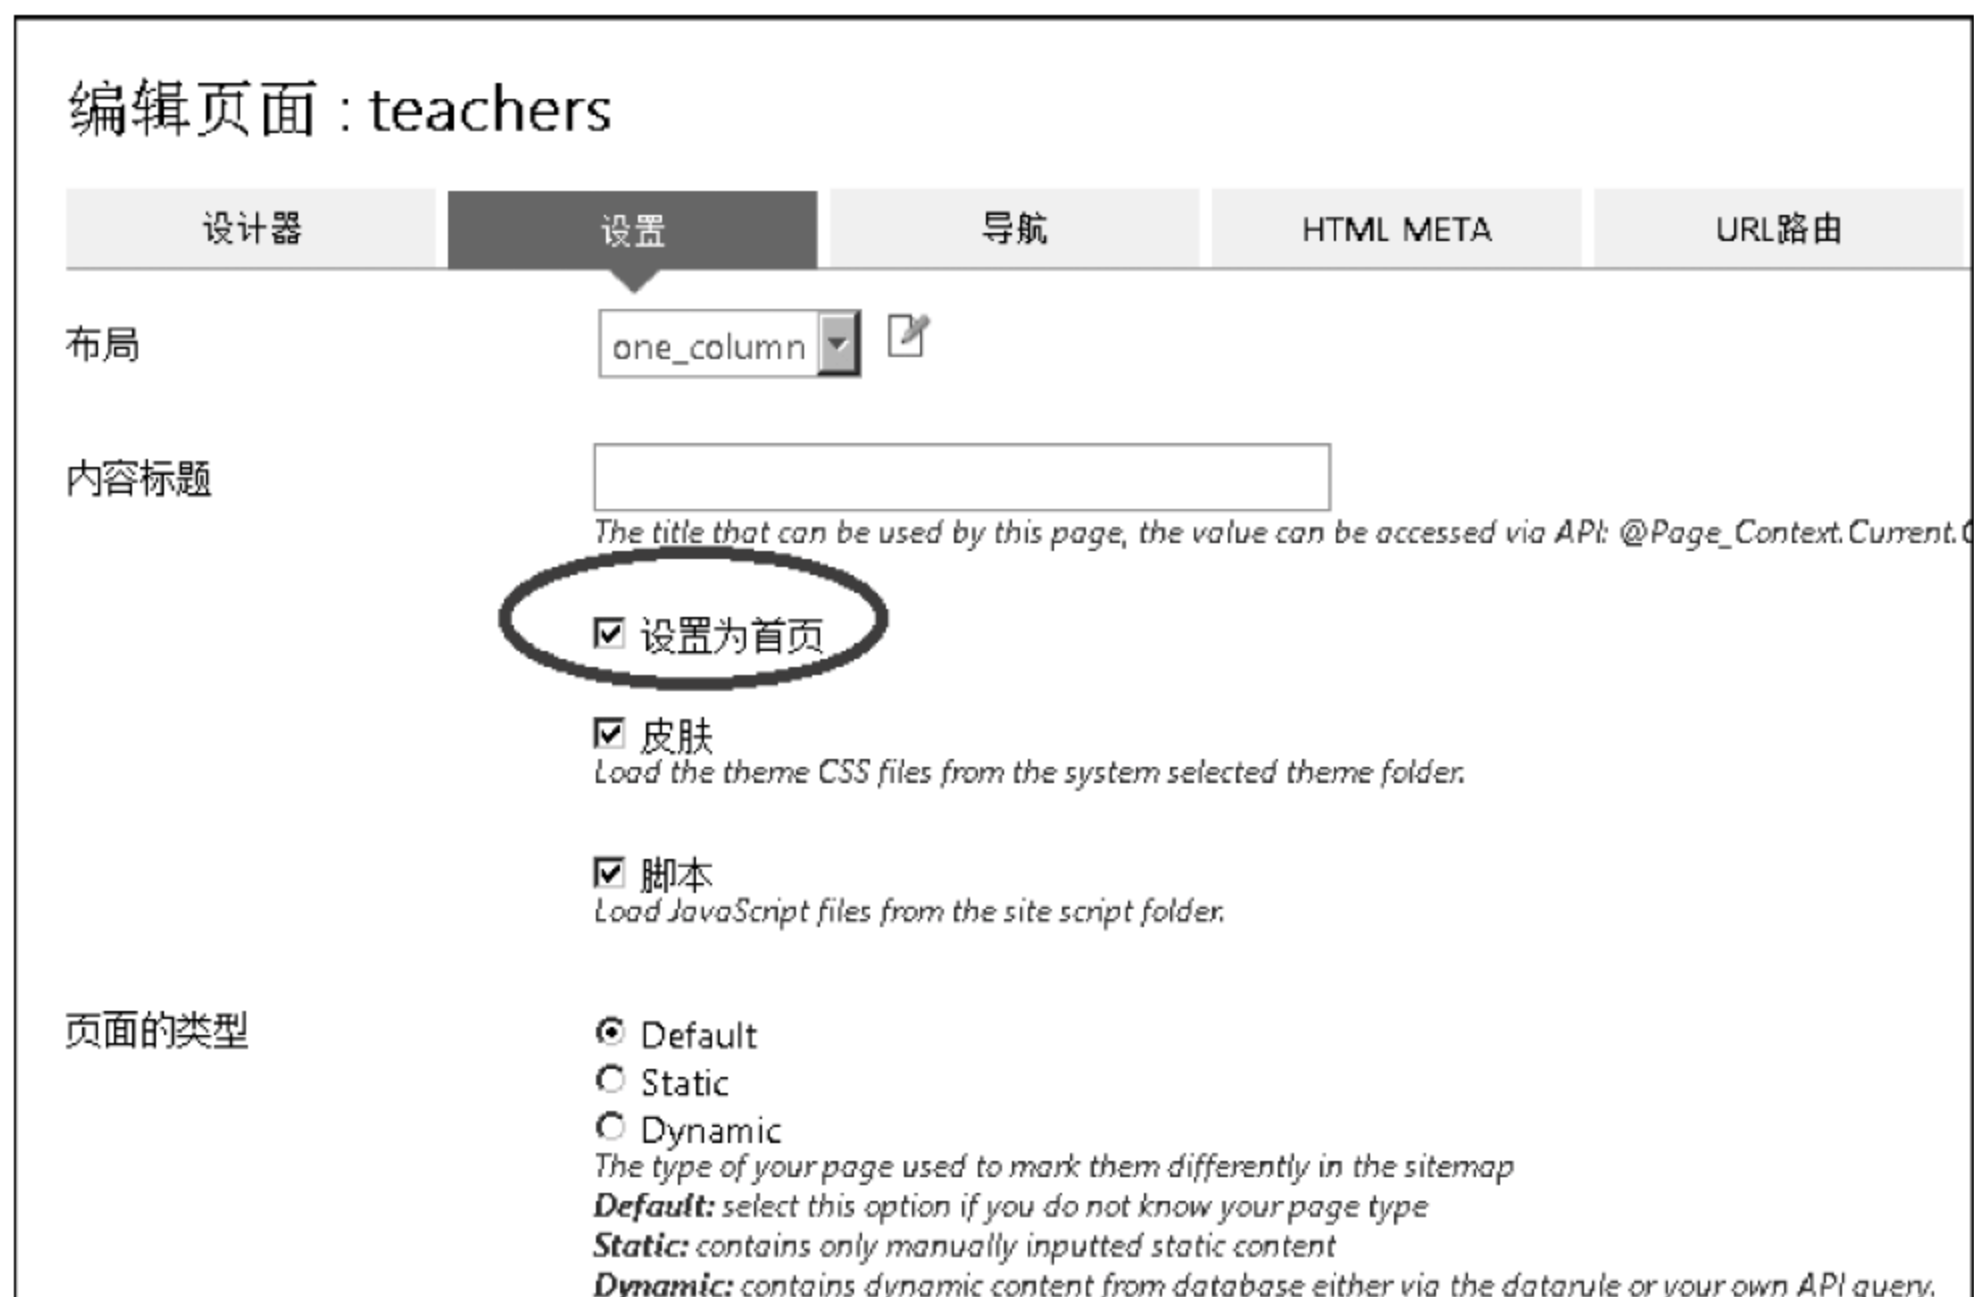 编辑页面 : teachers
设计器 设置 导航 HTML META URL路由
布局 one_column
内容标题
The title that can be used by this page, the value can be accessed via API: @Page_Context.Current.
设置为首页
皮肤
Load the theme CSS files from the system selected theme folder.
脚本
Load JavaScript files from the site script folder.
页面的类型 Default
Static
Dynamic
The type of your page used to mark them differently in the sitemap
Default: select this option if you do not know your page type
Static: contains only manually inputted static content
Dynamic: contains dynamic content from database either via the datarule or your own API query.